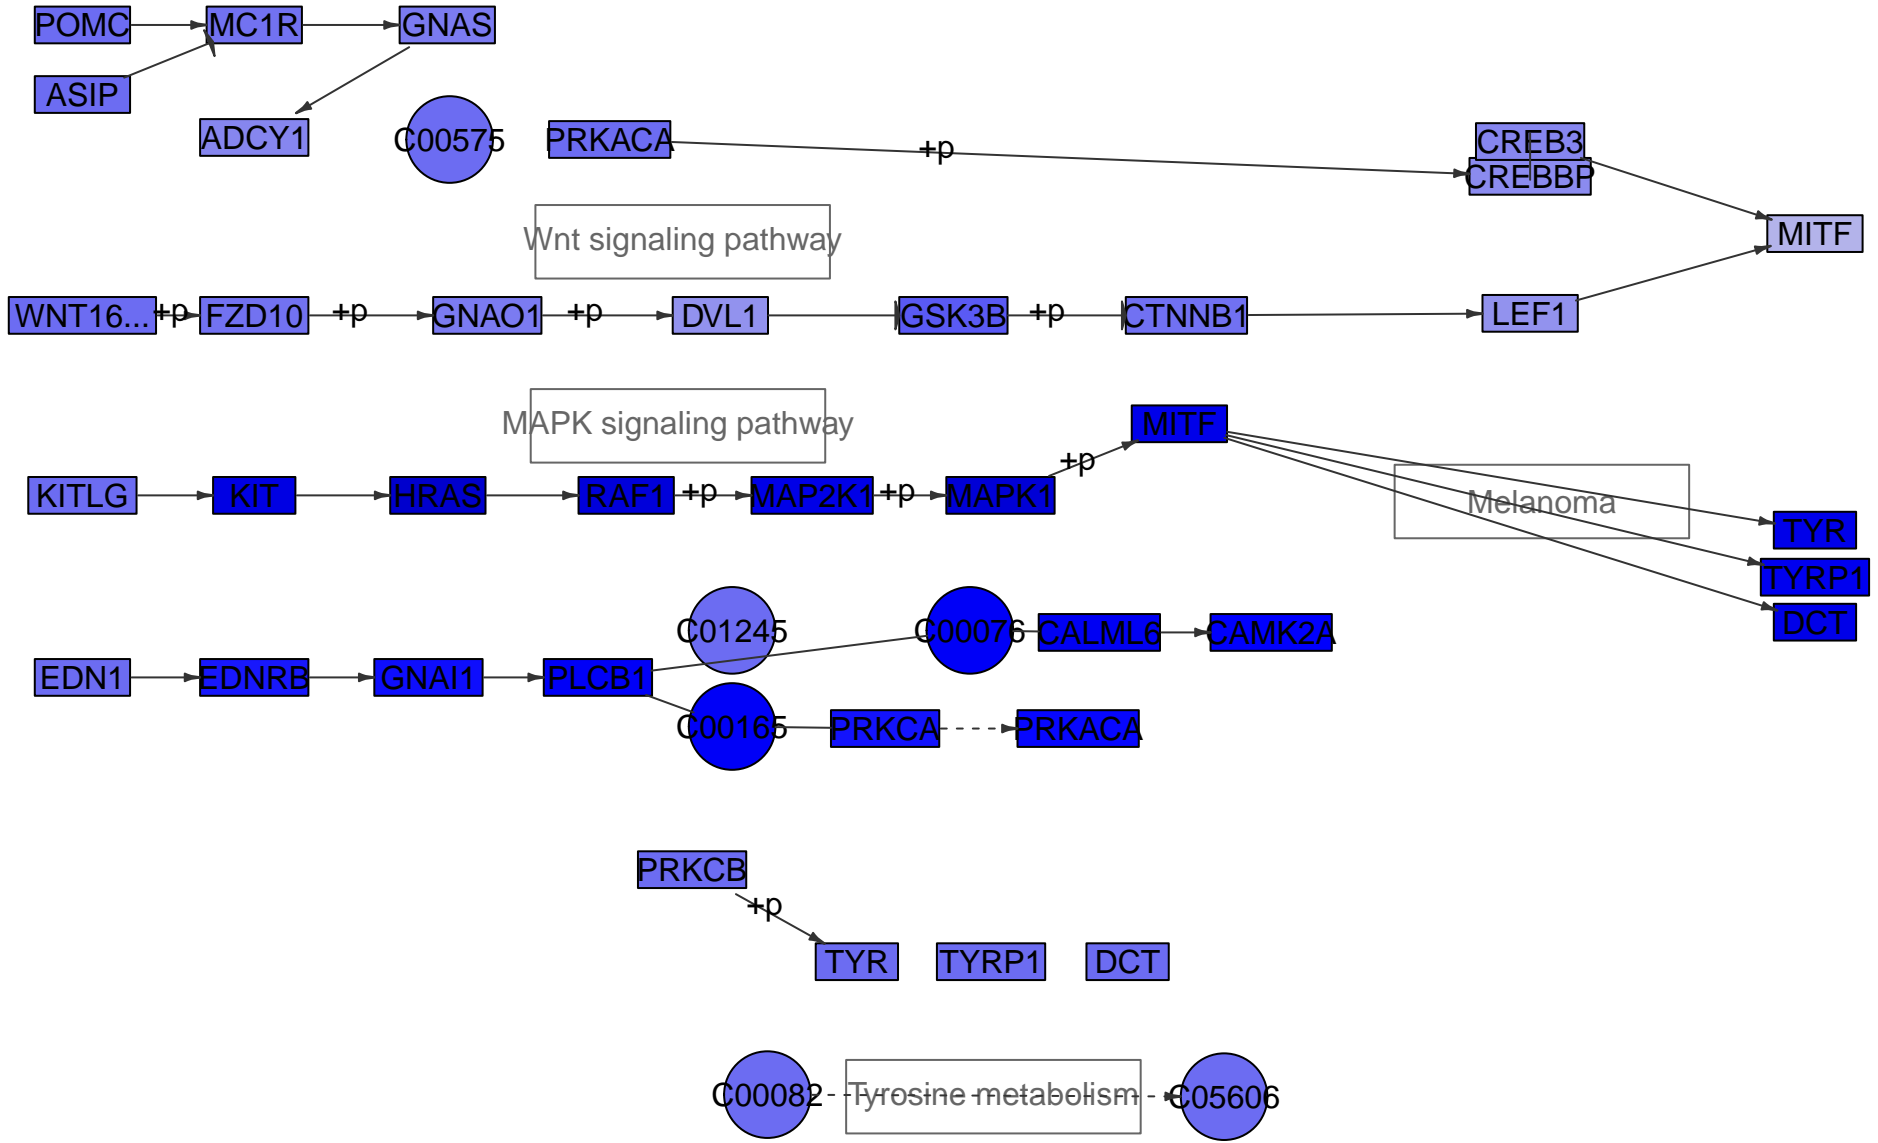 POMC
MC1R
GNAS
ASIP
ADCY1
C00575
PRKACA
+p
CREB3
CREBBP
MITF
Wnt signaling pathway
WNT16...
+p
FZD10
+p
GNAO1
+p
DVL1
GSK3B
+p
CTNNB1
LEF1
MAPK signaling pathway
MITF
+p
KITLG
KIT
HRAS
RAF1
+p
MAP2K1
+p
MAPK1
Melanoma
TYR
TYRP1
DCT
C01245
C00076
CALML6
CAMK2A
EDN1
EDNRB
GNAI1
PLCB1
C00165
PRKCA
PRKACA
PRKCB
+p
TYR
TYRP1
DCT
C00082
Tyrosine metabolism
C05606